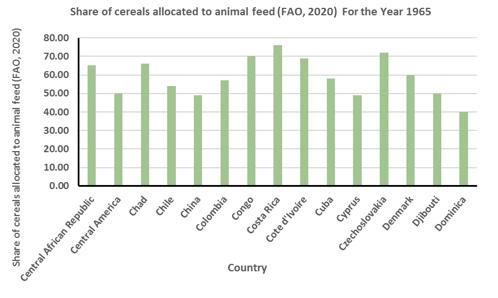 Share of cereals allocated to animal feed (FAO, 2020)  For the Year 1965
Share of cereals allocated to animal feed (FAO, 2020)
80.00
70.00
60.00
50.00
40.00
30.00
20.00
10.00
0.00
Central African Republic
Central America
Chad
Chile
China
Colombia
Congo
Costa Rica
Cote d'Ivoire
Cuba
Cyprus
Czechoslovakia
Denmark
Djibouti
Dominica
Country